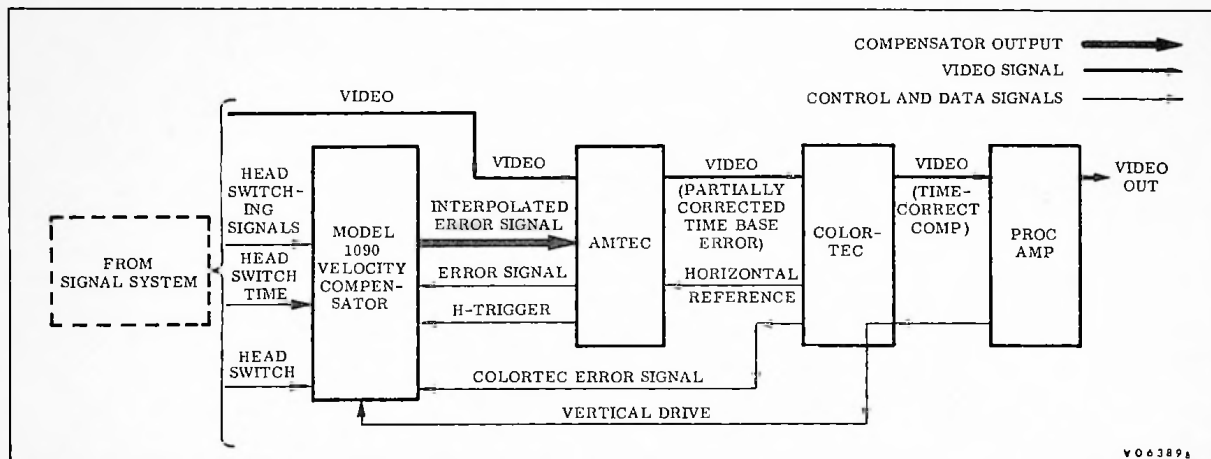 COMPENSATOR OUTPUT
VIDEO SIGNAL
CONTROL AND DATA SIGNALS
VIDEO
HEAD
SWITCH-
ING
SIGNALS
HEAD
SWITCH
TIME
HEAD
SWITCH
FROM
SIGNAL SYSTEM
MODEL
1090
VELOCITY
COMPEN-
SATOR
VIDEO
INTERPOLATED
ERROR SIGNAL
ERROR SIGNAL
H-TRIGGER
COLORTEC ERROR SIGNAL
VERTICAL DRIVE
AMTEC
VIDEO
(PARTIALLY
CORRECTED
TIME BASE
ERROR)
HORIZONTAL
REFERENCE
COLOR-
TEC
VIDEO
(TIME-
CORRECT
COMP)
PROC
AMP
VIDEO
OUT
V06389A